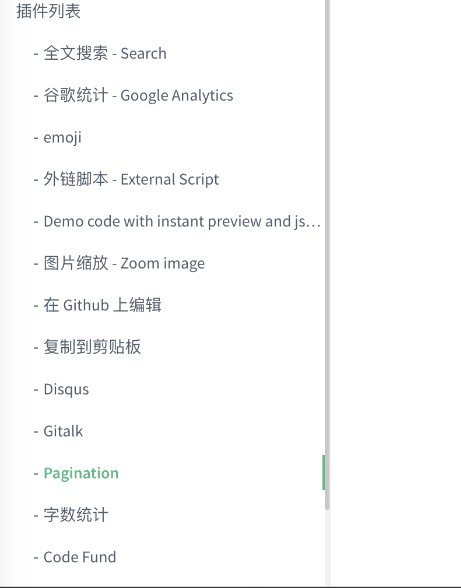 插件列表
- 全文搜索 - Search
- 谷歌统计 - Google Analytics
- emoji
- 外链脚本 - External Script
- Demo code with instant preview and js…
- 图片缩放 - Zoom image
- 在 Github 上编辑
- 复制到剪贴板
- Disqus
- Gitalk
- Pagination
- 字数统计
- Code Fund